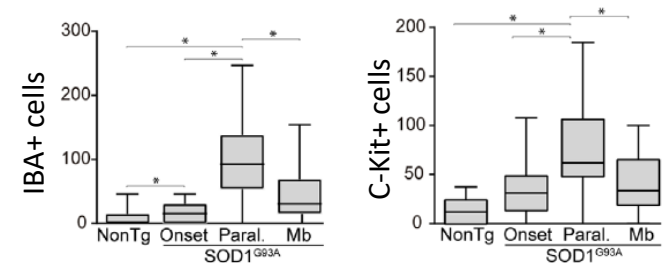 IBA+ cells
300
200
100
0
*
*
*
*
NonTg Onset Paral. Mb
SOD1G93A
C-Kit+ cells
200
150
100
50
0
*
*
*
NonTg Onset Paral. Mb
SOD1G93A